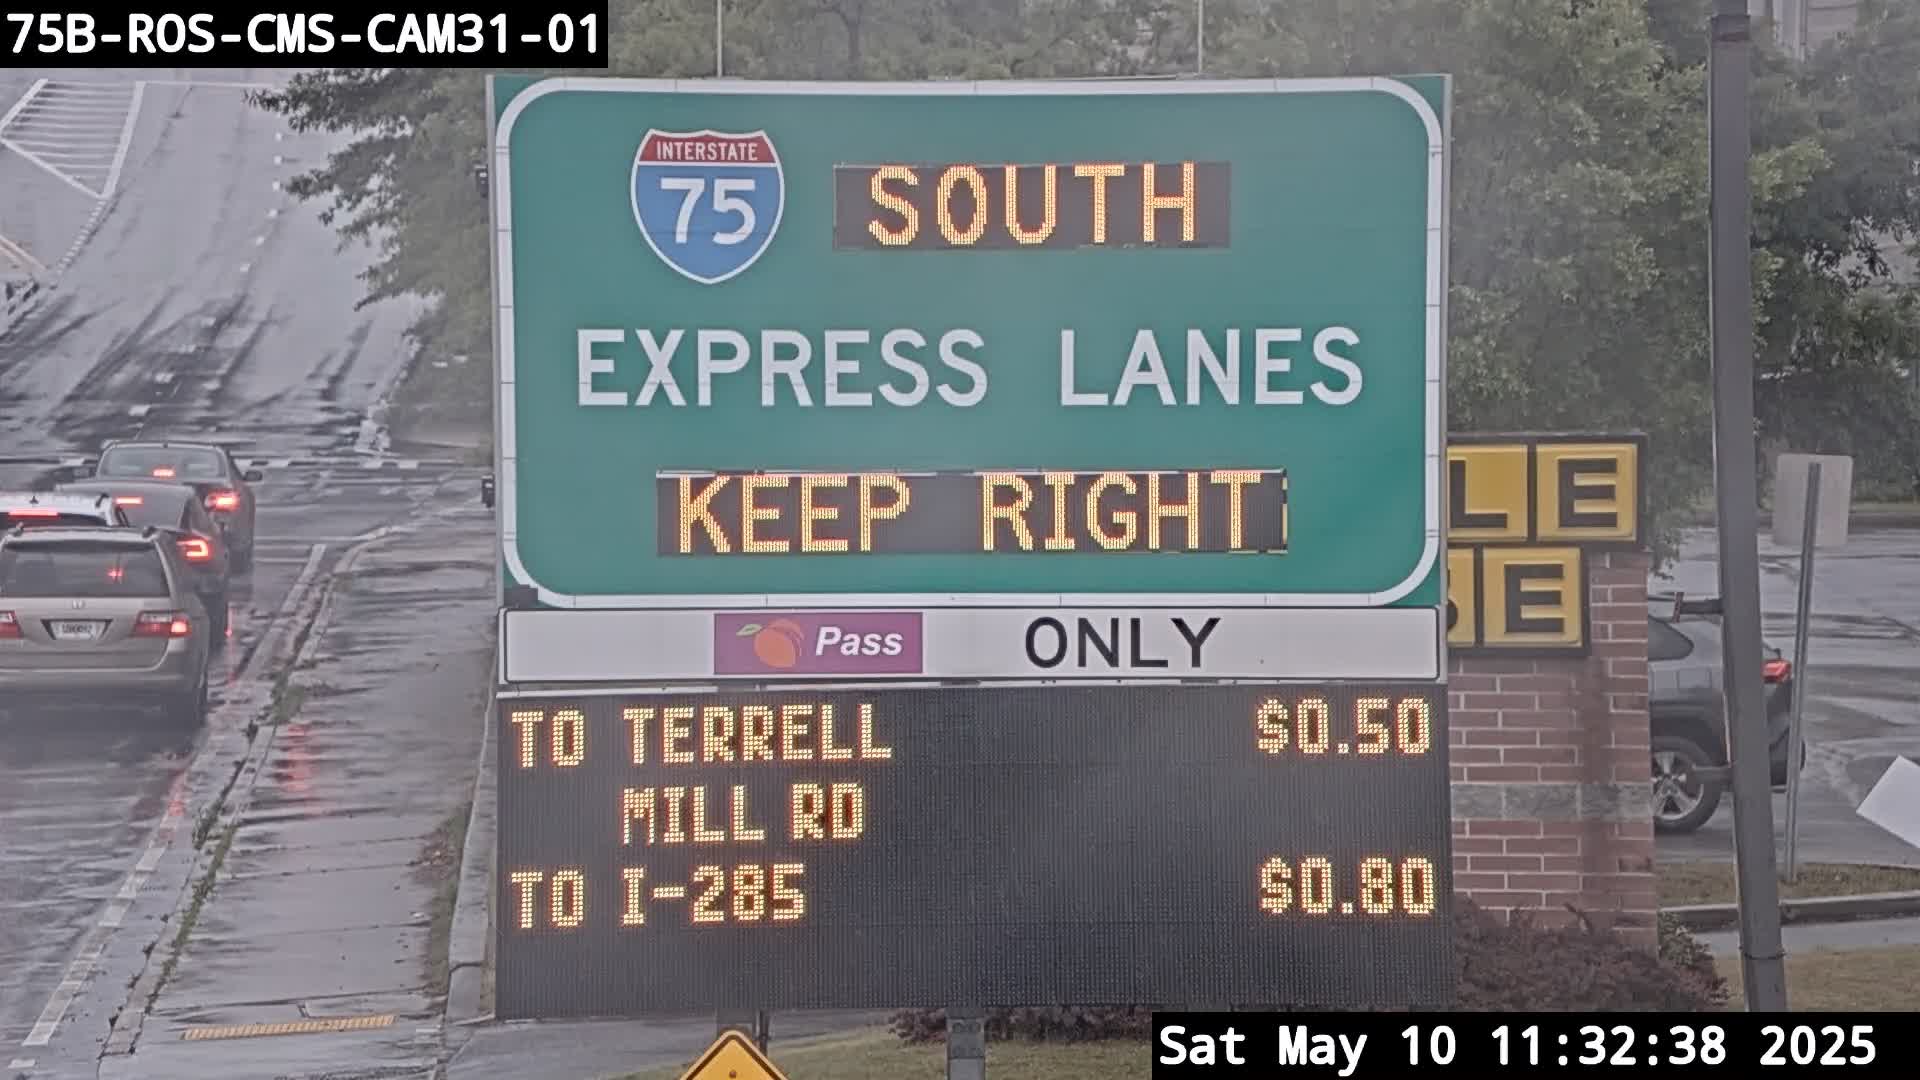 75B-ROS-CMS-CAM31-01
INTERSTATE
75 SOUTH
EXPRESS LANES
KEEP RIGHT
Pass ONLY
TO TERRELL $0.50
MILL RD
TO I-285 $0.80
LE
E
Sat May 10 11:32:38 2025